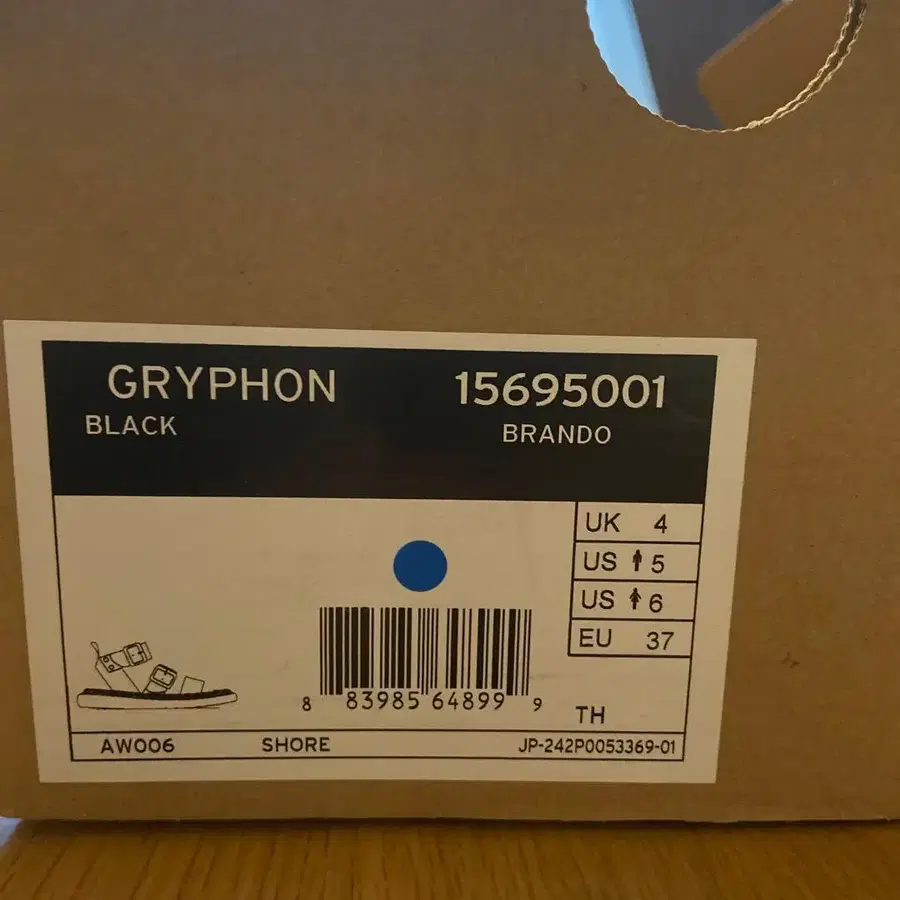 GRYPHON 15695001
BLACK BRANDO
UK 4
US 5
US 6
EU 37
8 83985 64899 9
TH
AW006 SHORE JP-242P0053369-01